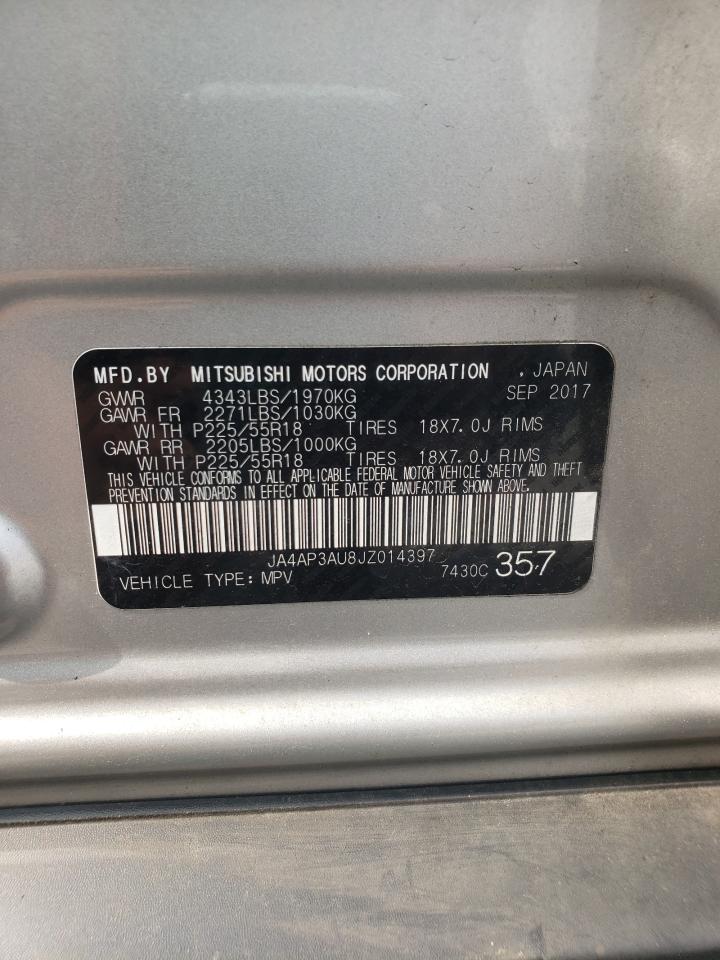 MFD.BY MITSUBISHI MOTORS CORPORATION , JAPAN
GVWR 4343LBS/1970KG SEP 2017
GAWR FR 2271LBS/1030KG
WITH P225/55R18 TIRES 18X7.0J RIMS
GAWR RR 2205LBS/1000KG
WITH P225/55R18 TIRES 18X7.0J RIMS
THIS VEHICLE CONFORMS TO ALL APPLICABLE FEDERAL MOTOR VEHICLE SAFETY AND THEFT
PREVENTION STANDARDS IN EFFECT ON THE DATE OF MANUFACTURE SHOWN ABOVE.
JA4AP3AU8JZ014397
VEHICLE TYPE: MPV 7430C 357